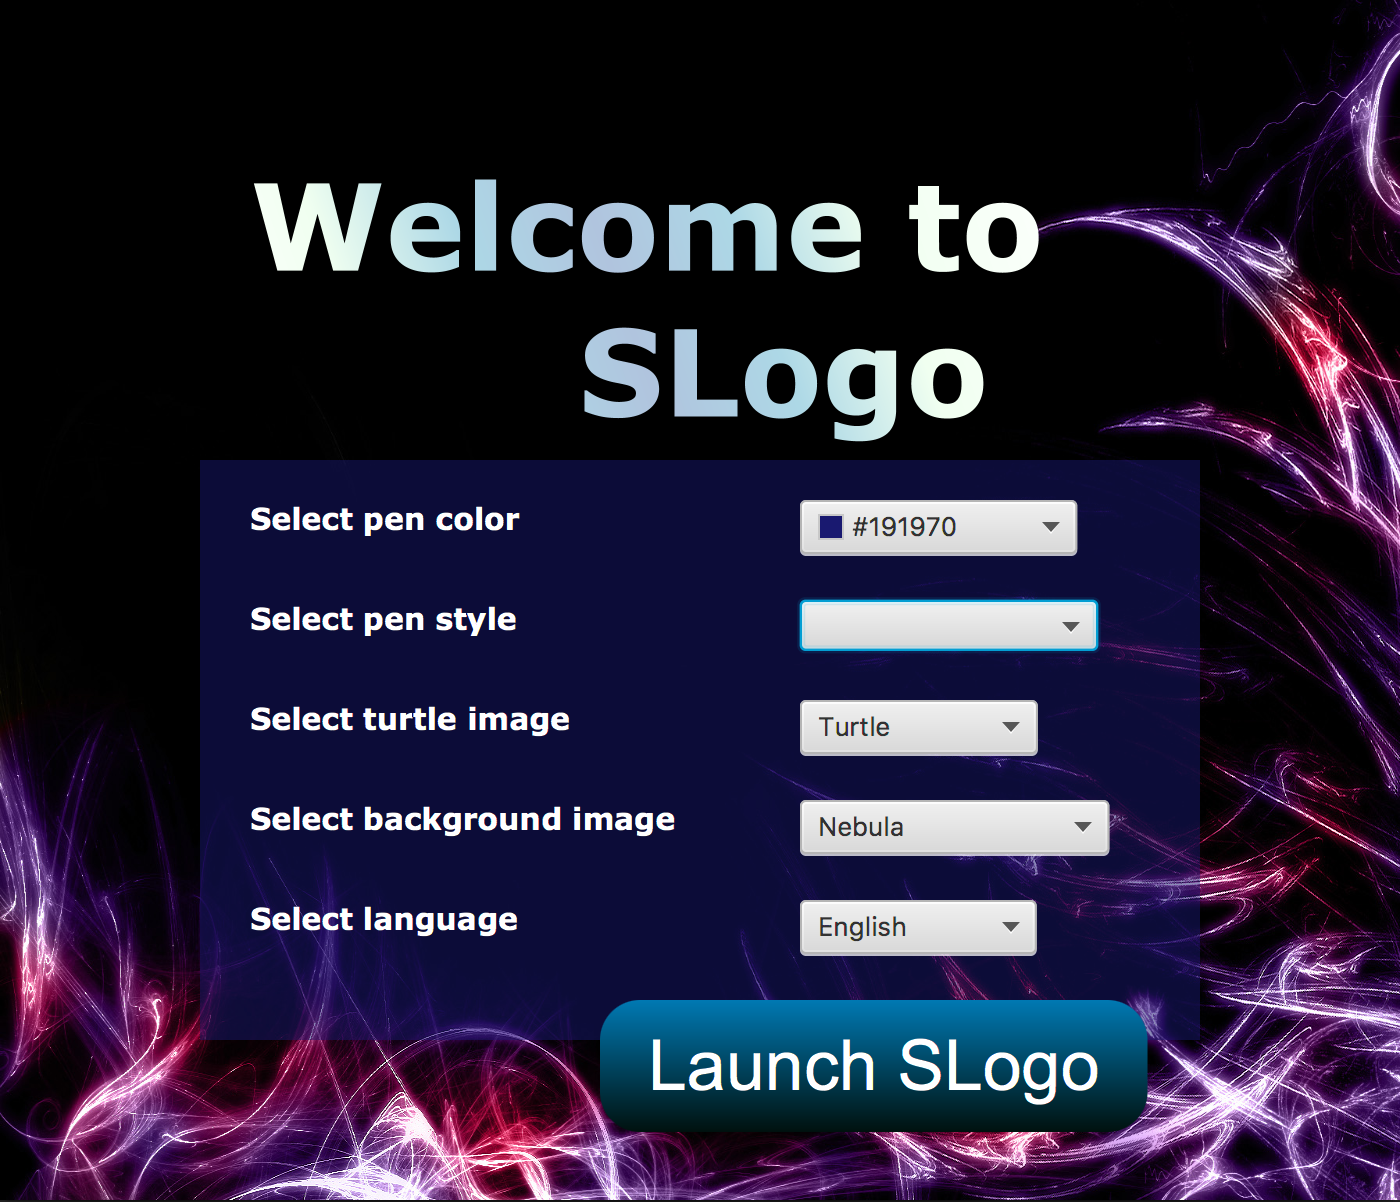 Welcome to
SLogo
Select pen color #191970
Select pen style
Select turtle image Turtle
Select background image Nebula
Select language English
Launch SLogo